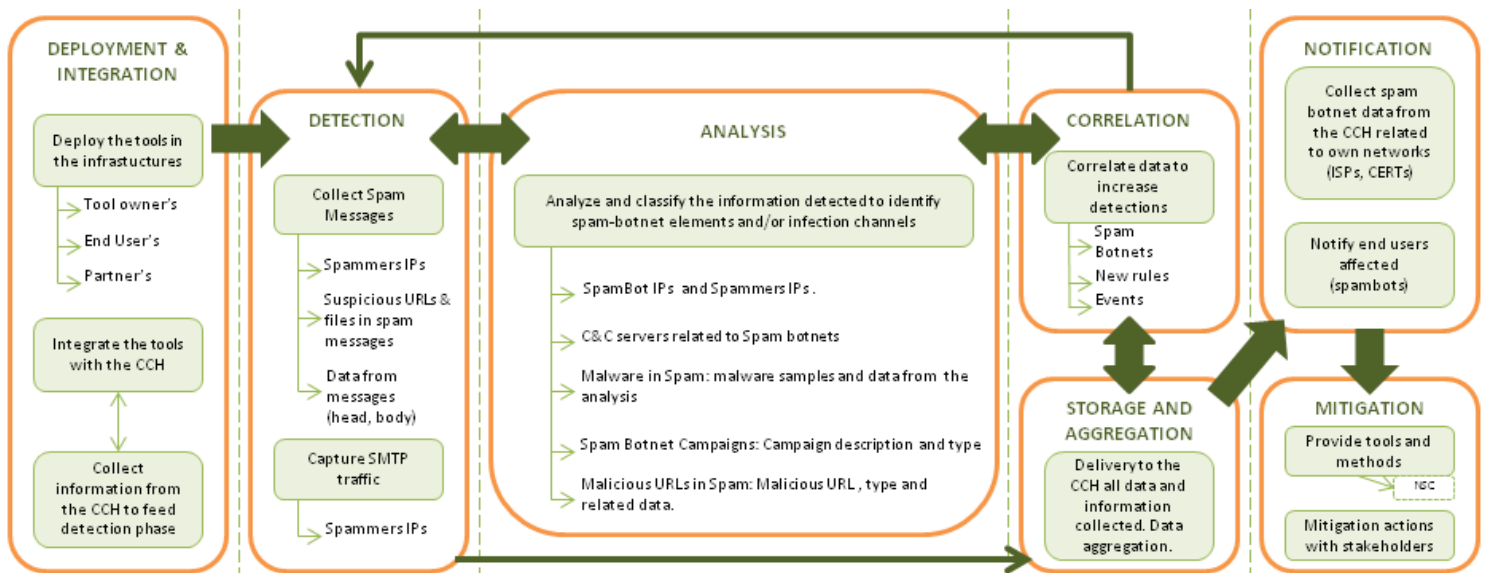 DEPLOYMENT &
INTEGRATION
Deploy the tools in
the infrastuctures
Tool owner's
End User's
Partner's
Integrate the tools
with the CCH
Collect
information from
the CCH to feed
detection phase
DETECTION
Collect Spam
Messages
Spammers IPs
Suspicious URLs &
files in spam
messages
Data from
messages
(head, body)
Capture SMTP
traffic
Spammers IPs
ANALYSIS
Analyze and classify the information detected to identify
spam-botnet elements and/or infection channels
SpamBot IPs and Spammers IPs .
C&C servers related to Spam botnets
Malware in Spam: malware samples and data from the
analysis
Spam Botnet Campaigns: Campaign description and type
Malicious URLs in Spam: Malicious URL , type and
related data.
CORRELATION
Correlate data to
increase
detections
Spam
Botnets
New rules
Events
STORAGE AND
AGGREGATION
Delivery to the
CCH all data and
information
collected. Data
aggregation.
NOTIFICATION
Collect spam
botnet data from
the CCH related
to own networks
(ISPs, CERTs)
Notify end users
affected
(spambots)
MITIGATION
Provide tools and
methods
NSC
Mitigation actions
with stakeholders